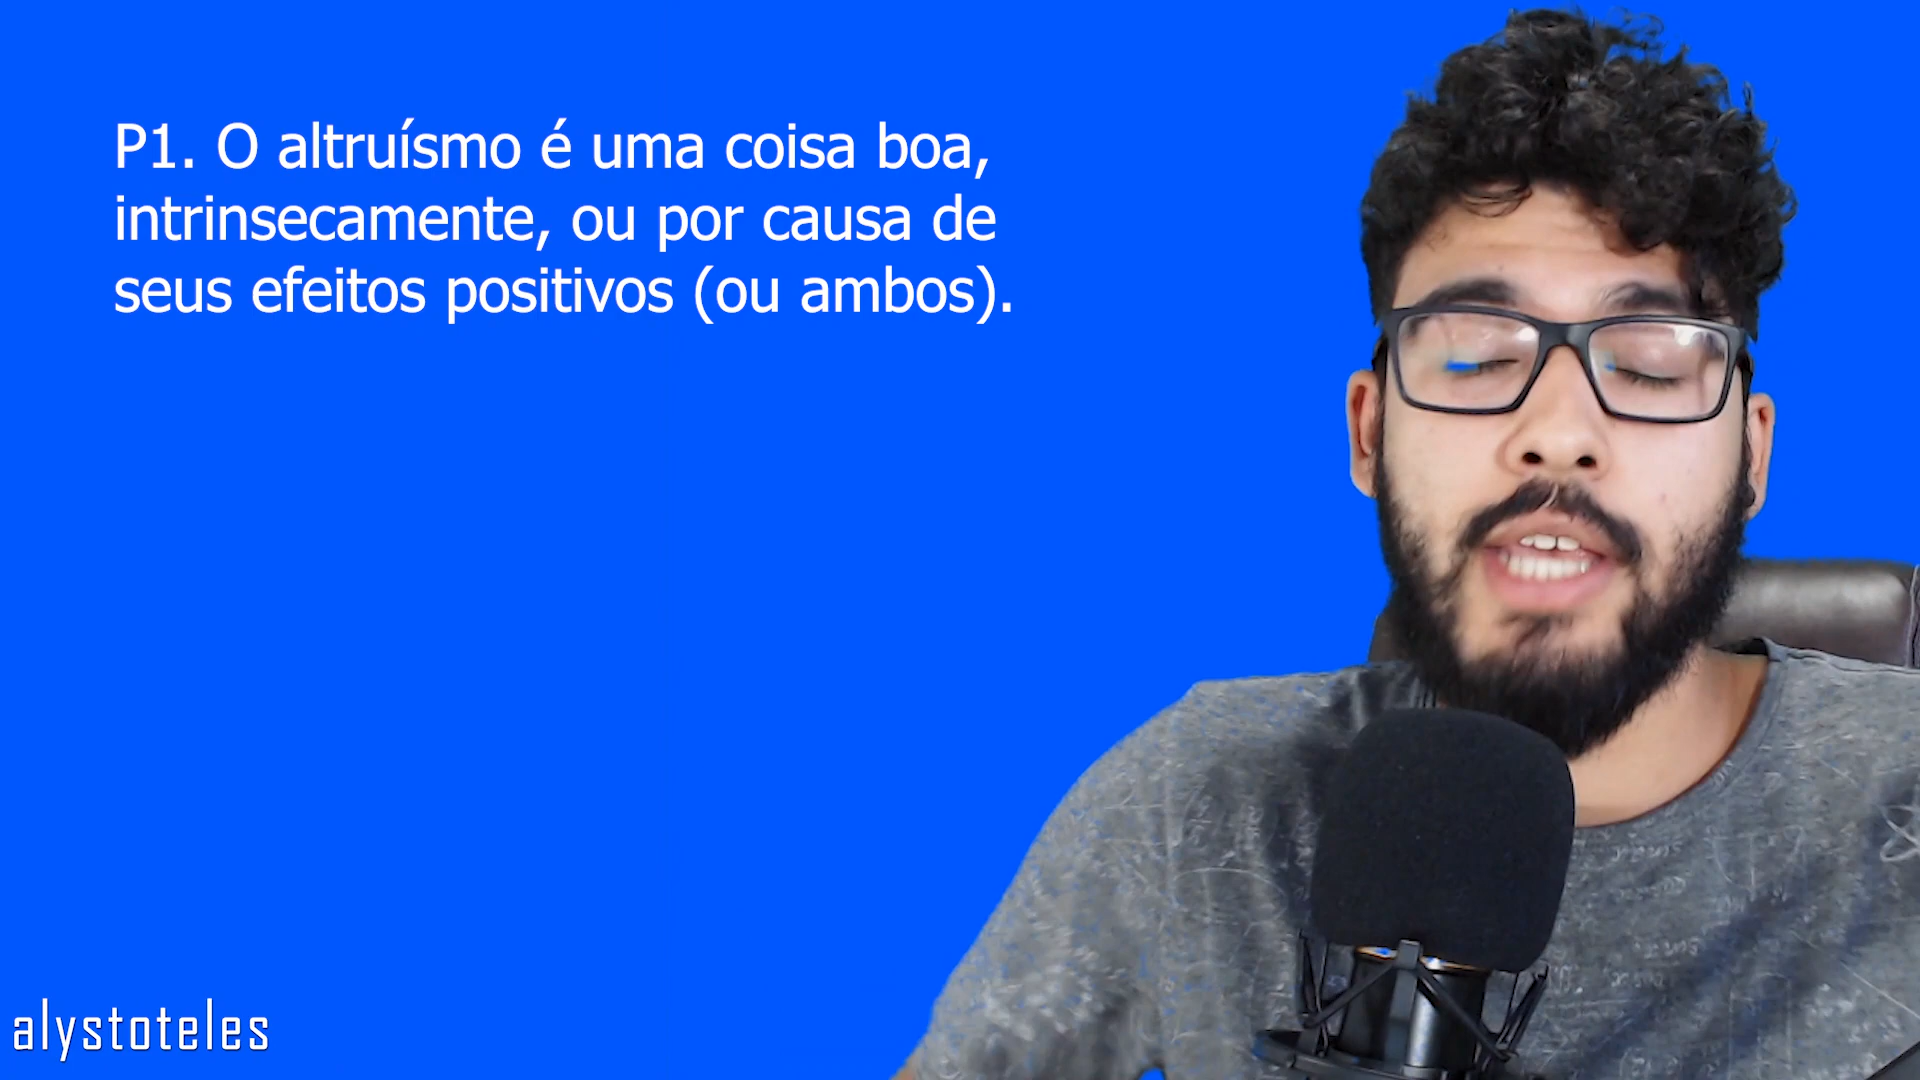 P1. O altruísmo é uma coisa boa,
intrinsecamente, ou por causa de
seus efeitos positivos (ou ambos).
alystoteles